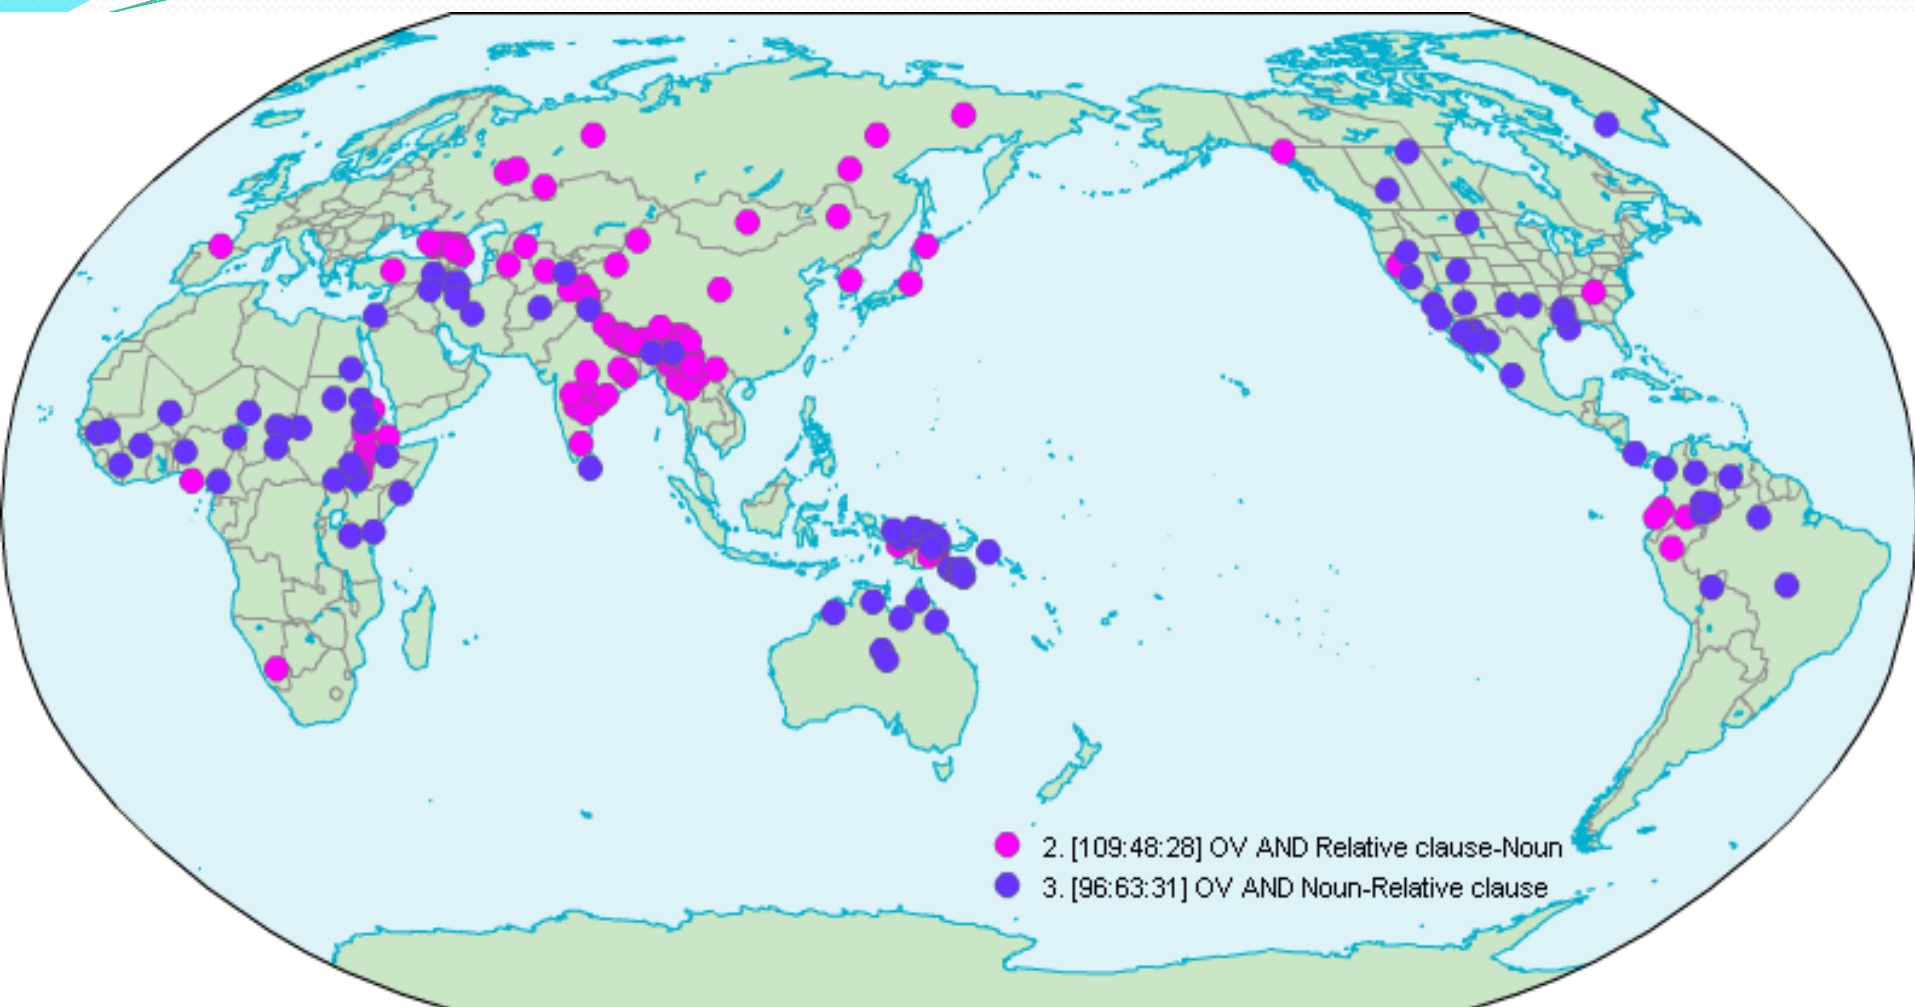 2. [109:48:28] OV AND Relative clause-Noun
3. [96:63:31] OV AND Noun-Relative clause